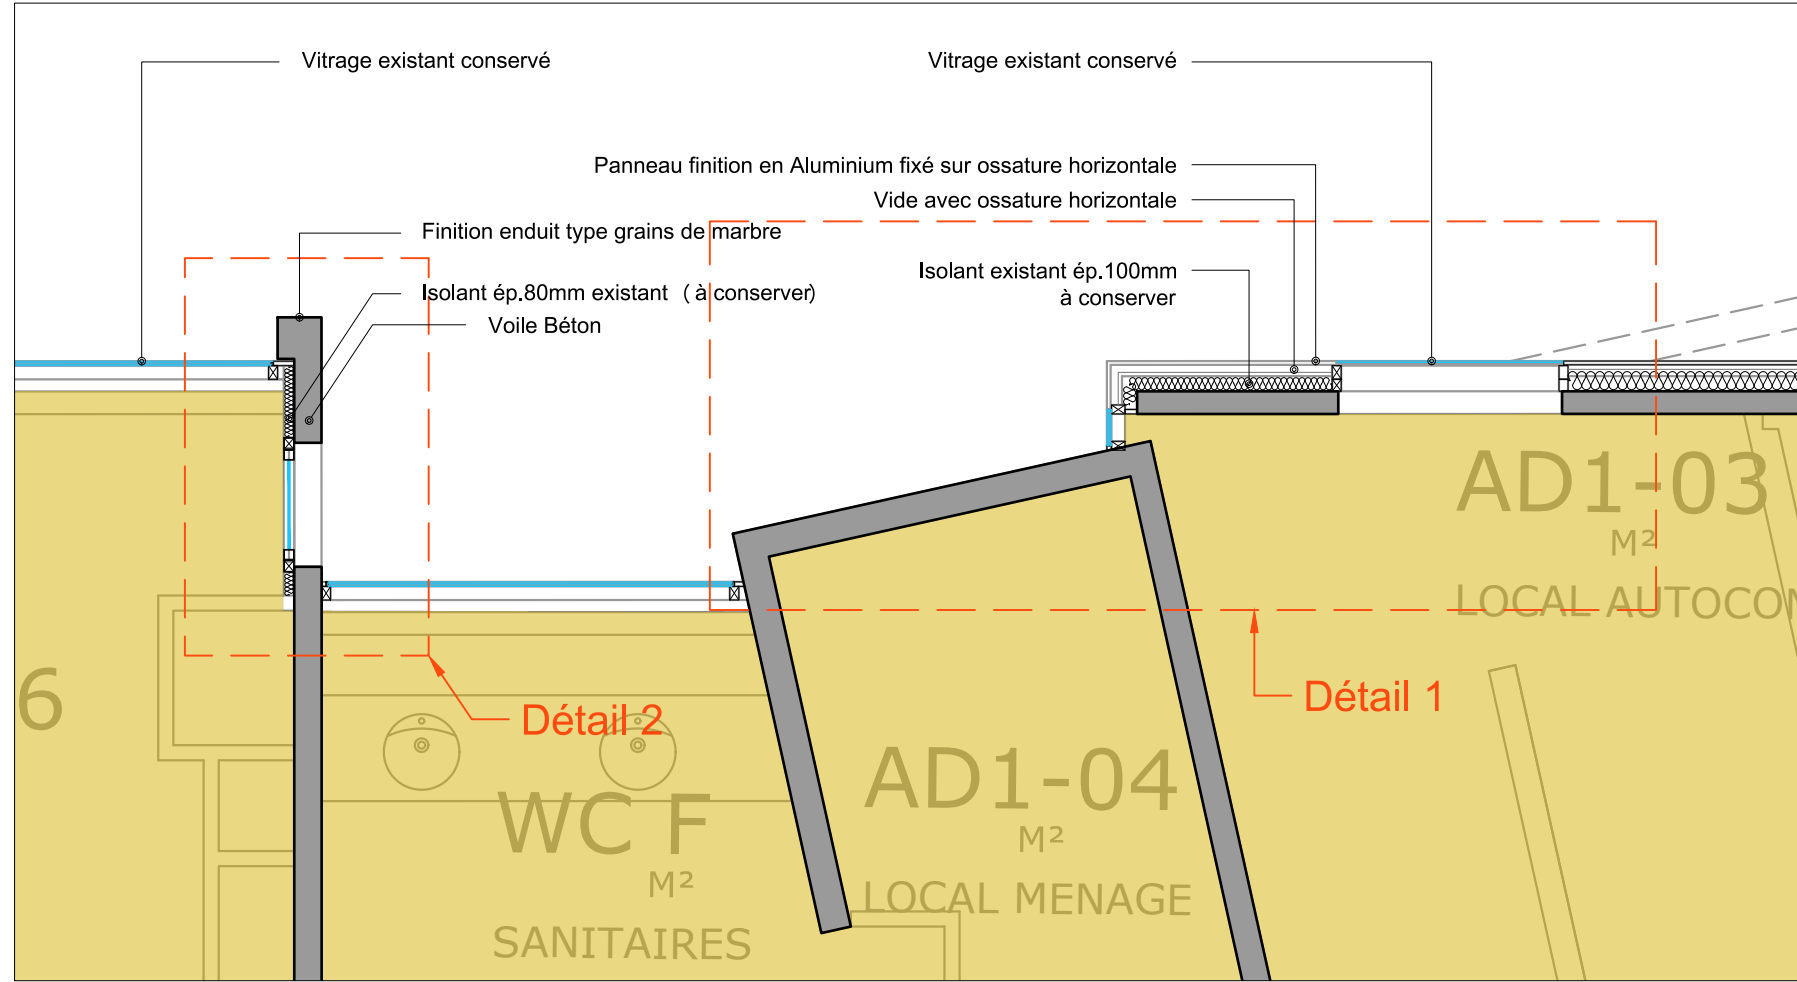 Vitrage existant conservé
Vitrage existant conservé
Panneau finition en Aluminium fixé sur ossature horizontale
Vide avec ossature horizontale
Finition enduit type grains de marbre
Isolant existant ép.100mm
à conserver
Isolant ép.80mm existant (à conserver)
Voile Béton
AD1-03
M²
LOCAL AUTOCO
6
Détail 1
Détail 2
AD1-04
M²
LOCAL MENAGE
WC F
M²
SANITAIRES